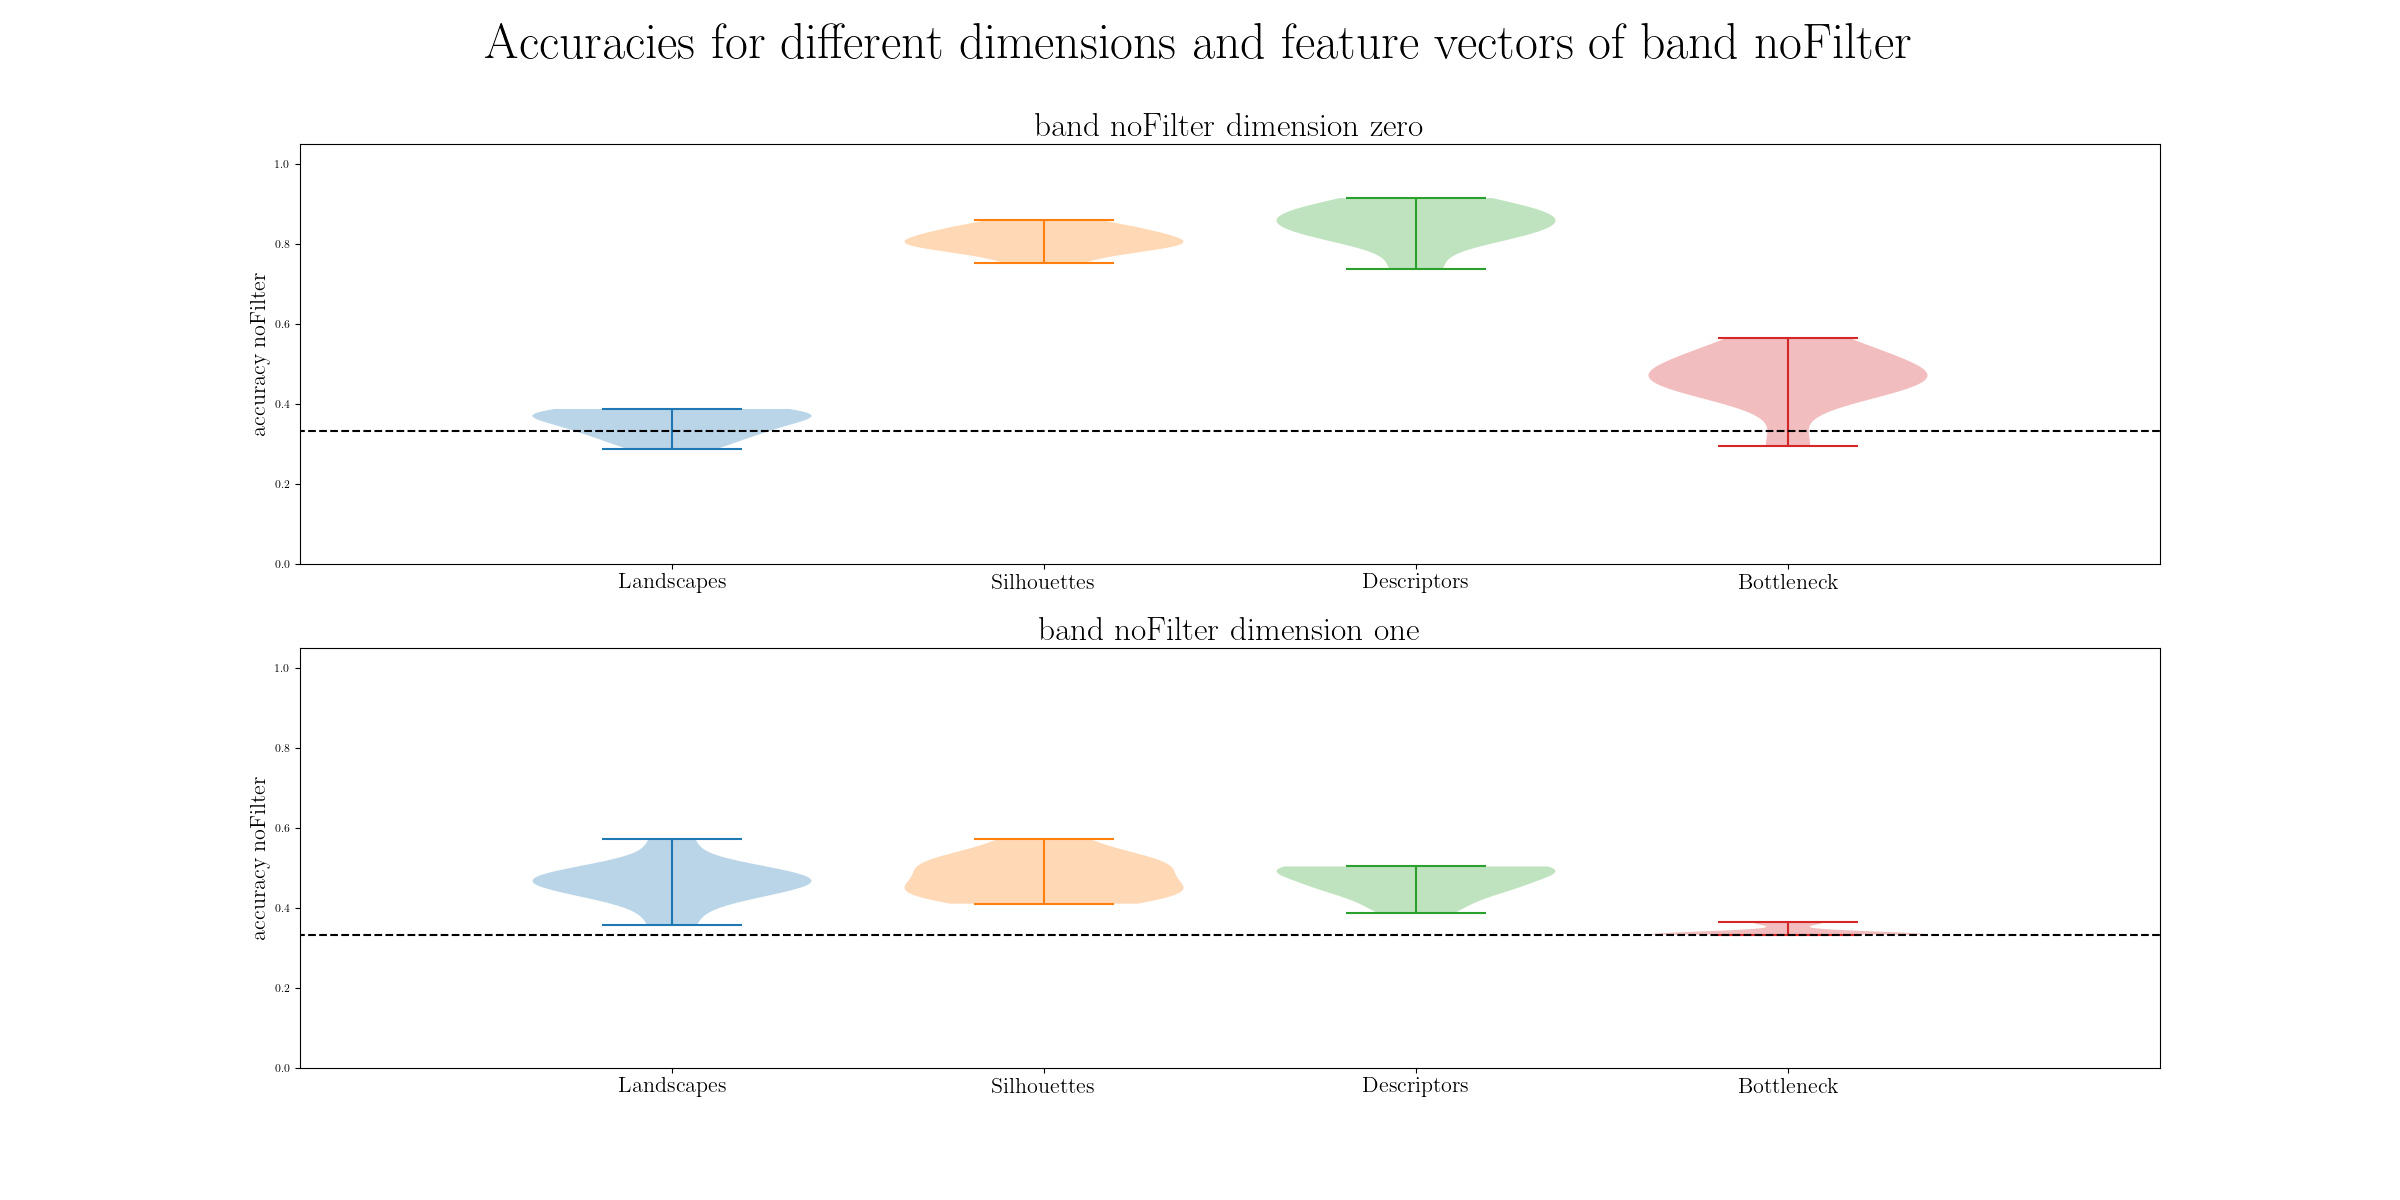 Accuracies for different dimensions and feature vectors of band noFilter
band noFilter dimension zero
accuracy noFilter
1.0
0.8
0.6
0.4
0.2
0.0
Landscapes
Silhouettes
Descriptors
Bottleneck
band noFilter dimension one
accuracy noFilter
1.0
0.8
0.6
0.4
0.2
0.0
Landscapes
Silhouettes
Descriptors
Bottleneck